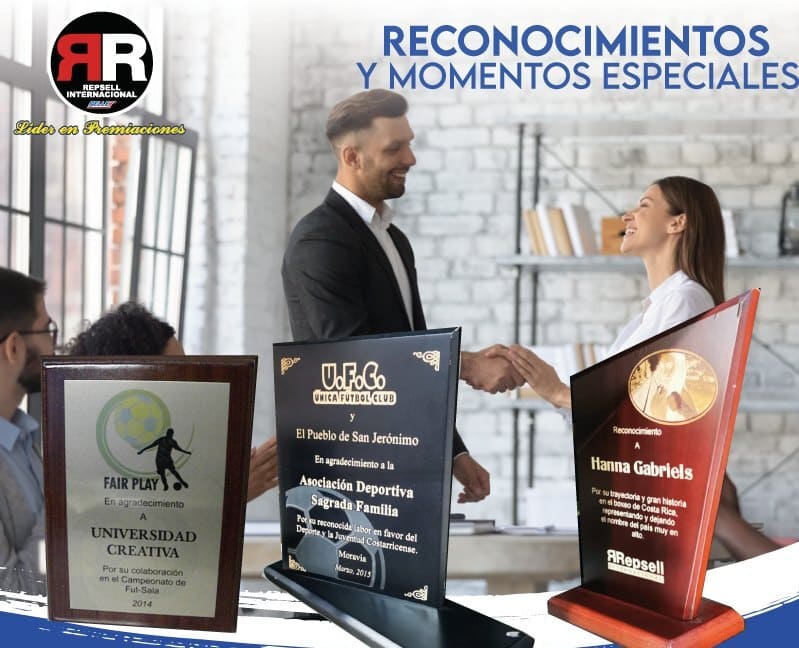 RR
REPSELL
INTERNACIONAL
Líder en Premiaciones
RECONOCIMIENTOS
Y MOMENTOS ESPECIALES
FAIR PLAY
En agradecimiento
A
UNIVERSIDAD
CREATIVA
Por su colaboración
en el Campeonato de
Fut-Sala
2014
U.F.C.
UNICA FUTBOL CLUB
y
El Pueblo de San Jerónimo
En agradecimiento a la
Asociación Deportiva
Sagrada Familia
Por su reconocida labor en favor del
Deporte y la Juventud Costarricense.
Moravia
Marzo, 2015
Reconocimiento
A
Hanna Gabriels
Por su trayectoria y gran historia
en el boxeo de Costa Rica,
representando y dejando
el nombre del país muy en
alto.
RRepsell